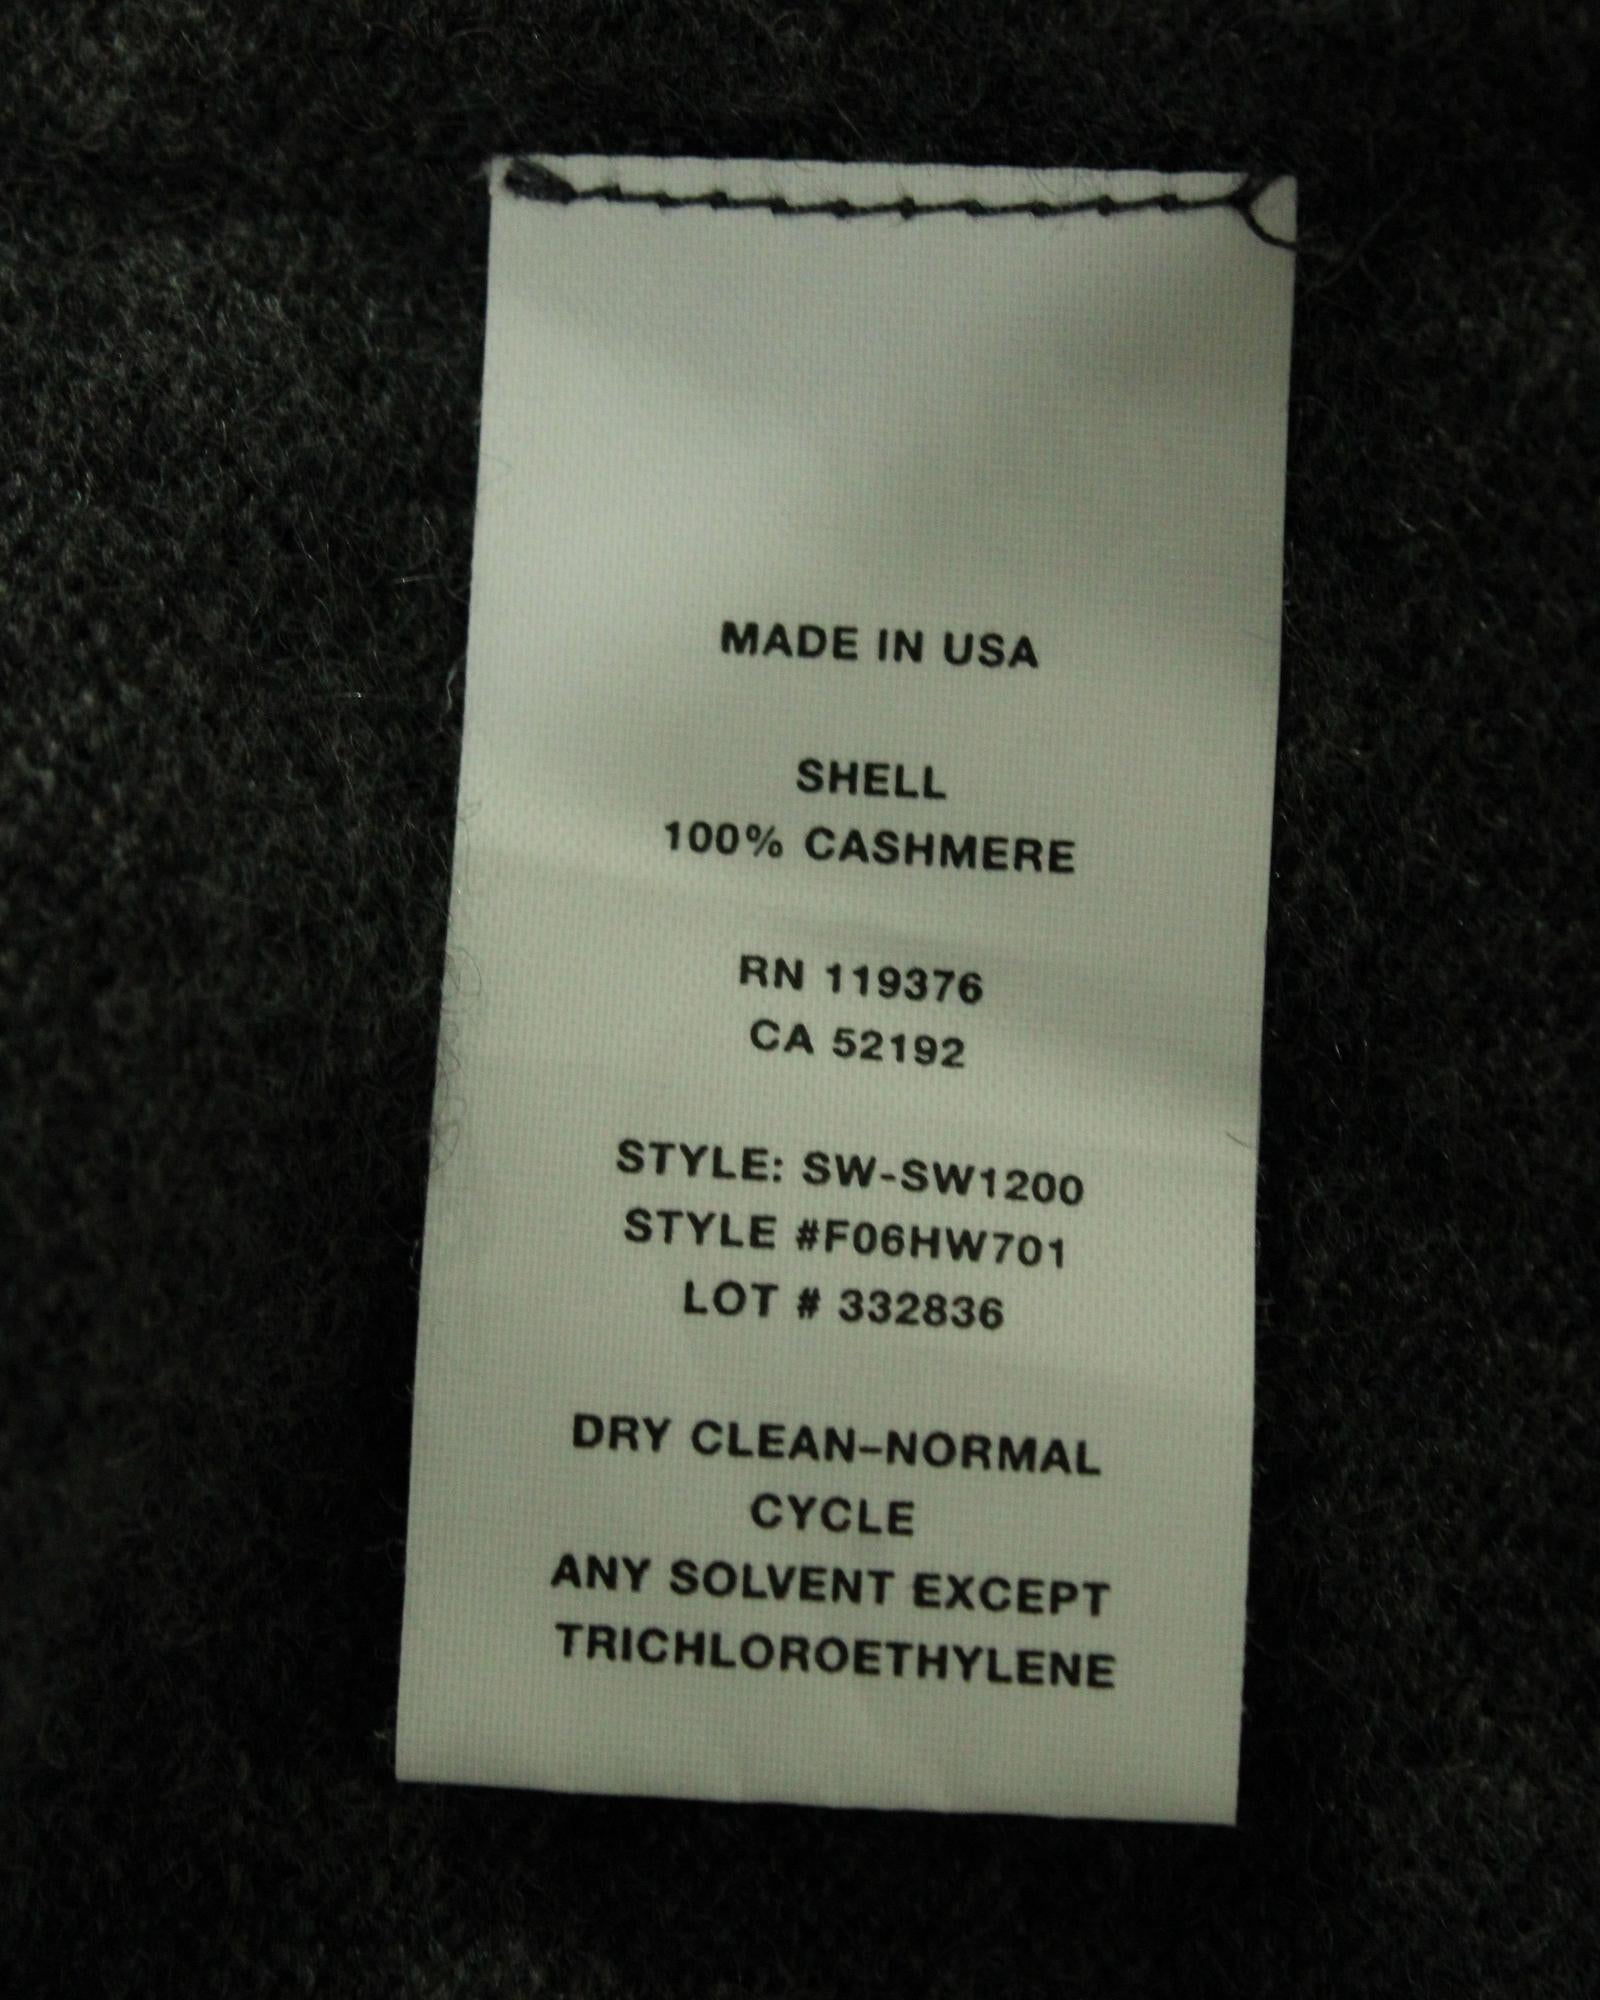 MADE IN USA
SHELL
100% CASHMERE
RN 119376
CA 52192
STYLE: SW-SW1200
STYLE #F06HW701
LOT # 332836
DRY CLEAN–NORMAL
CYCLE
ANY SOLVENT EXCEPT
TRICHLOROETHYLENE